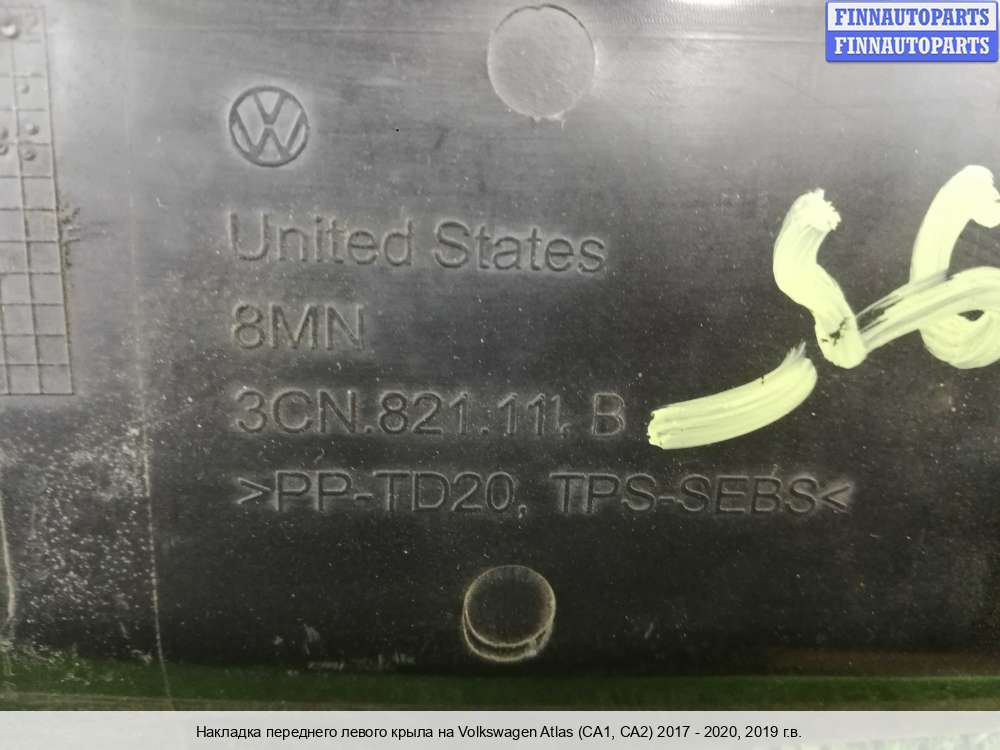 FINNAUTOPARTS
FINNAUTOPARTS
VW
United States
8MN
3CN.821.111. B
>PP-TD20, TPS-SEBS<
Накладка переднего левого крыла на Volkswagen Atlas (CA1, CA2) 2017 - 2020, 2019 г.в.